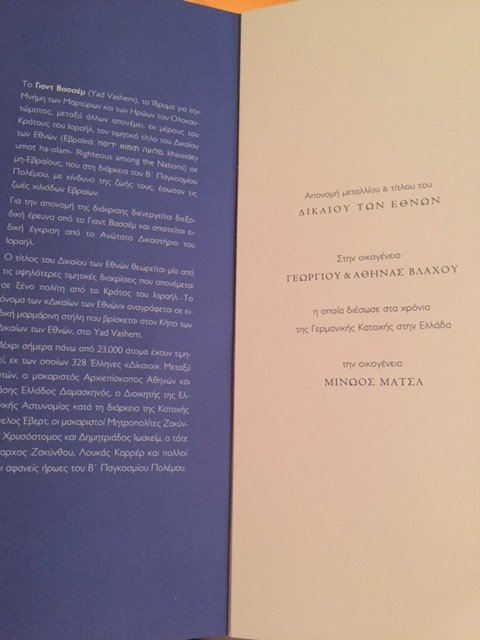 Το Γιαντ Βασσέμ (Yad Vashem), το Ίδρυμα για την
Μνήμη των Μαρτύρων και των Ηρώων του Ολοκαυ-
τώματος, μεταξύ άλλων απονέμει, εκ μέρους του
Κράτους του Ισραήλ, τον τιμητικό τίτλο του Δικαίου
των Εθνών (Εβραϊκά: khassidey
umot ha-olam- Righteous among the Nations) σε
μη-Εβραίους, που στη διάρκεια του Β΄ Παγκοσμίου
Πολέμου, με κίνδυνο της ζωής τους, έσωσαν τις
ζωές χιλιάδων Εβραίων.
Για την απονομή της διάκρισης διενεργείται διεξο-
δική έρευνα από το Γιαντ Βασσέμ και απαιτείται ει-
δική έγκριση από το Ανώτατο Δικαστήριο του
Ισραήλ.
Ο τίτλος του Δικαίου των Εθνών θεωρείται μία από
τις υψηλότερες τιμητικές διακρίσεις που απονέμεται
σε ξένο πολίτη από το Κράτος του Ισραήλ. Το
όνομα των «Δικαίων των Εθνών» αναγράφεται σε ει-
δική μαρμάρινη στήλη που βρίσκεται στον Κήπο των
Δικαίων των Εθνών, στο Yad Vashem.
Μέχρι σήμερα πάνω από 23,000 άτομα έχουν τιμη-
θεί, εκ των οποίων 328 Έλληνες «Δίκαιοι». Μεταξύ
αυτών, ο μακαριστός Αρχιεπίσκοπος Αθηνών και
Ελλάδος Δαμασκηνός, ο Διοικητής της Ελ-
Αστυνομίας κατά τη διάρκεια της Κατοχής
Έβερτ, οι μακαριστοί Μητροπολίτες Ζακύν-
Χρυσόστομος και Δημητριάδος Ιωακείμ, ο τότε
Ζακύνθου, Λουκάς Καρρέρ και πολλοί
αφανείς ήρωες του Β΄ Παγκοσμίου Πολέμου.
Απονομή μεταλλίου & τίτλου του
ΔΙΚΑΙΟΥ ΤΩΝ ΕΘΝΩΝ
Στην οικογένεια
ΓΕΩΡΓΙΟΥ & ΑΘΗΝΑΣ ΒΛΑΧΟΥ
η οποία διέσωσε στα χρόνια
της Γερμανικής Κατοχής στην Ελλάδα
την οικογένεια
ΜΙΝΩΟΣ ΜΑΤΣΑ